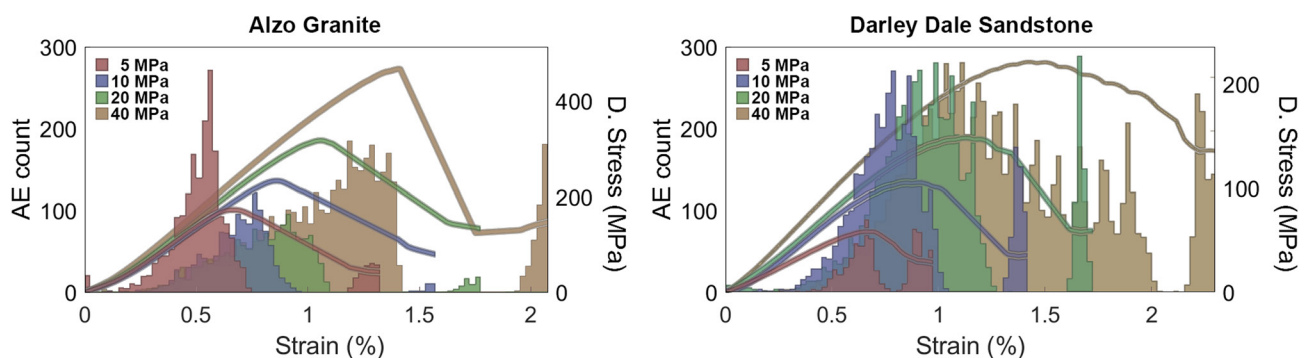 Alzo Granite
300
200
100
0
AE count
5 MPa
10 MPa
20 MPa
40 MPa
400
200
0
D. Stress (MPa)
0
0.5
1
1.5
2
Strain (%)
Darley Dale Sandstone
300
200
100
0
AE count
5 MPa
10 MPa
20 MPa
40 MPa
200
100
0
D. Stress (MPa)
0
0.5
1
1.5
2
Strain (%)